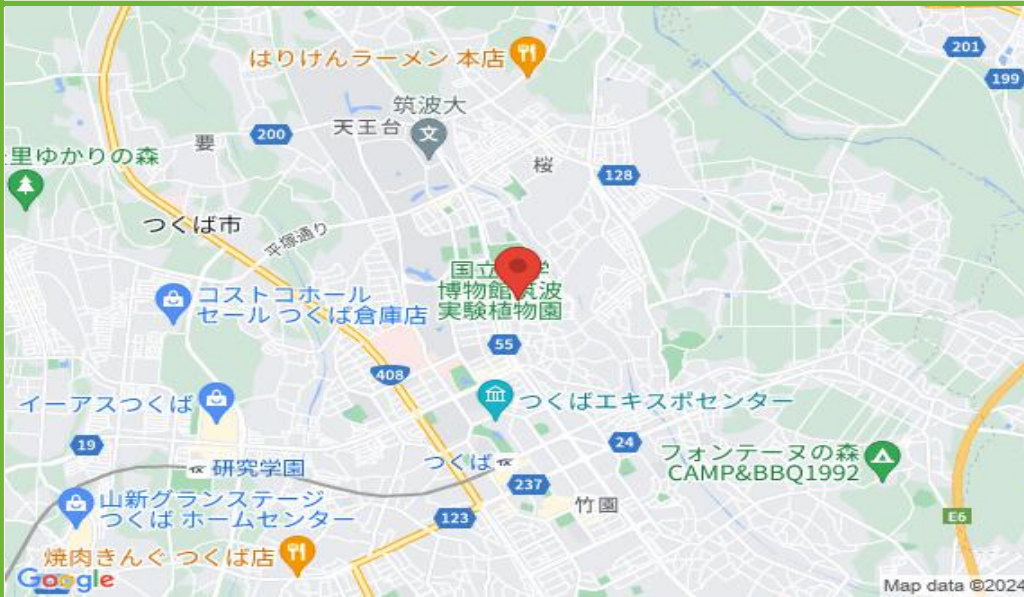 201
はりけんラーメン 本店
199
筑波大
天王台
200
要
里ゆかりの森
桜
128
つくば市
平塚通り
国立 学
博物館筑波
実験植物園
コストコホール
セール つくば倉庫店
55
408
イーアスつくば
つくばエキスポセンター
19
24
フォンテーヌの森
CAMP&BBQ1992
つくば
研究学園
237
山新グランステージ
つくば ホームセンター
竹園
123
E6
焼肉きんぐ つくば店
Google
Map data ©2024